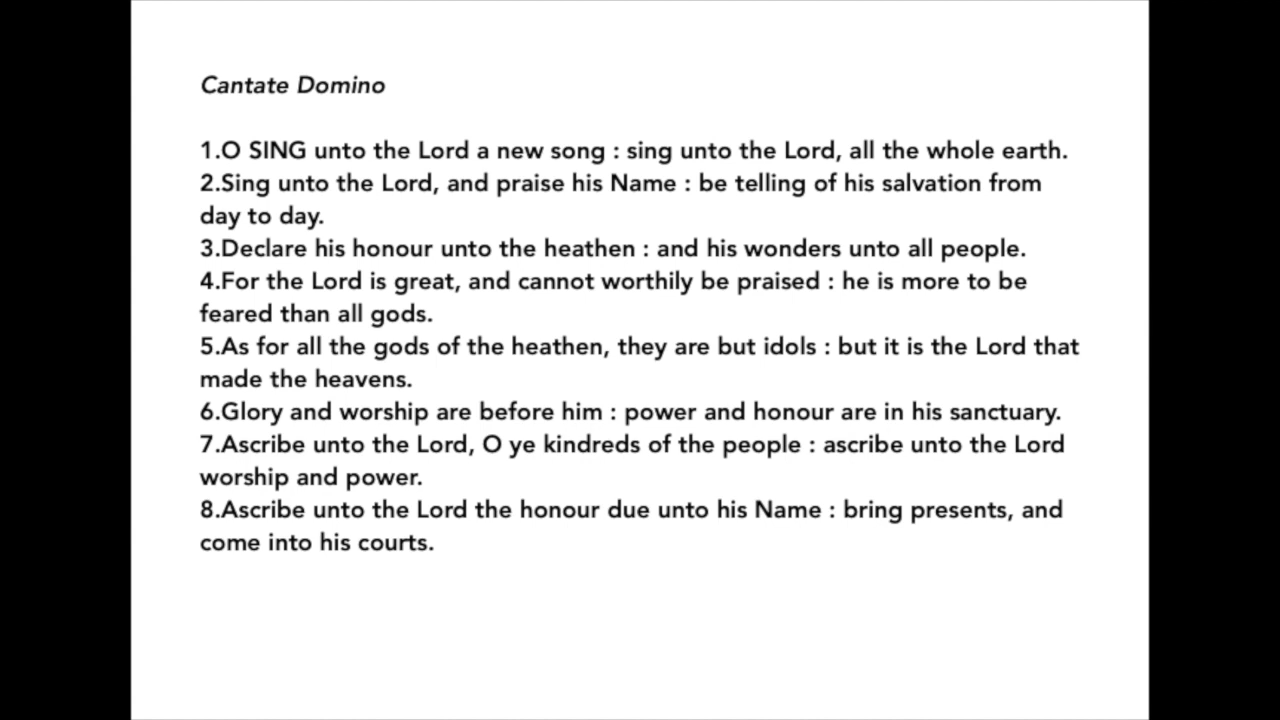 Cantate Domino
1.O SING unto the Lord a new song : sing unto the Lord, all the whole earth.
2.Sing unto the Lord, and praise his Name : be telling of his salvation from
day to day.
3.Declare his honour unto the heathen : and his wonders unto all people.
4.For the Lord is great, and cannot worthily be praised : he is more to be
feared than all gods.
5.As for all the gods of the heathen, they are but idols : but it is the Lord that
made the heavens.
6.Glory and worship are before him : power and honour are in his sanctuary.
7.Ascribe unto the Lord, O ye kindreds of the people : ascribe unto the Lord
worship and power.
8.Ascribe unto the Lord the honour due unto his Name : bring presents, and
come into his courts.